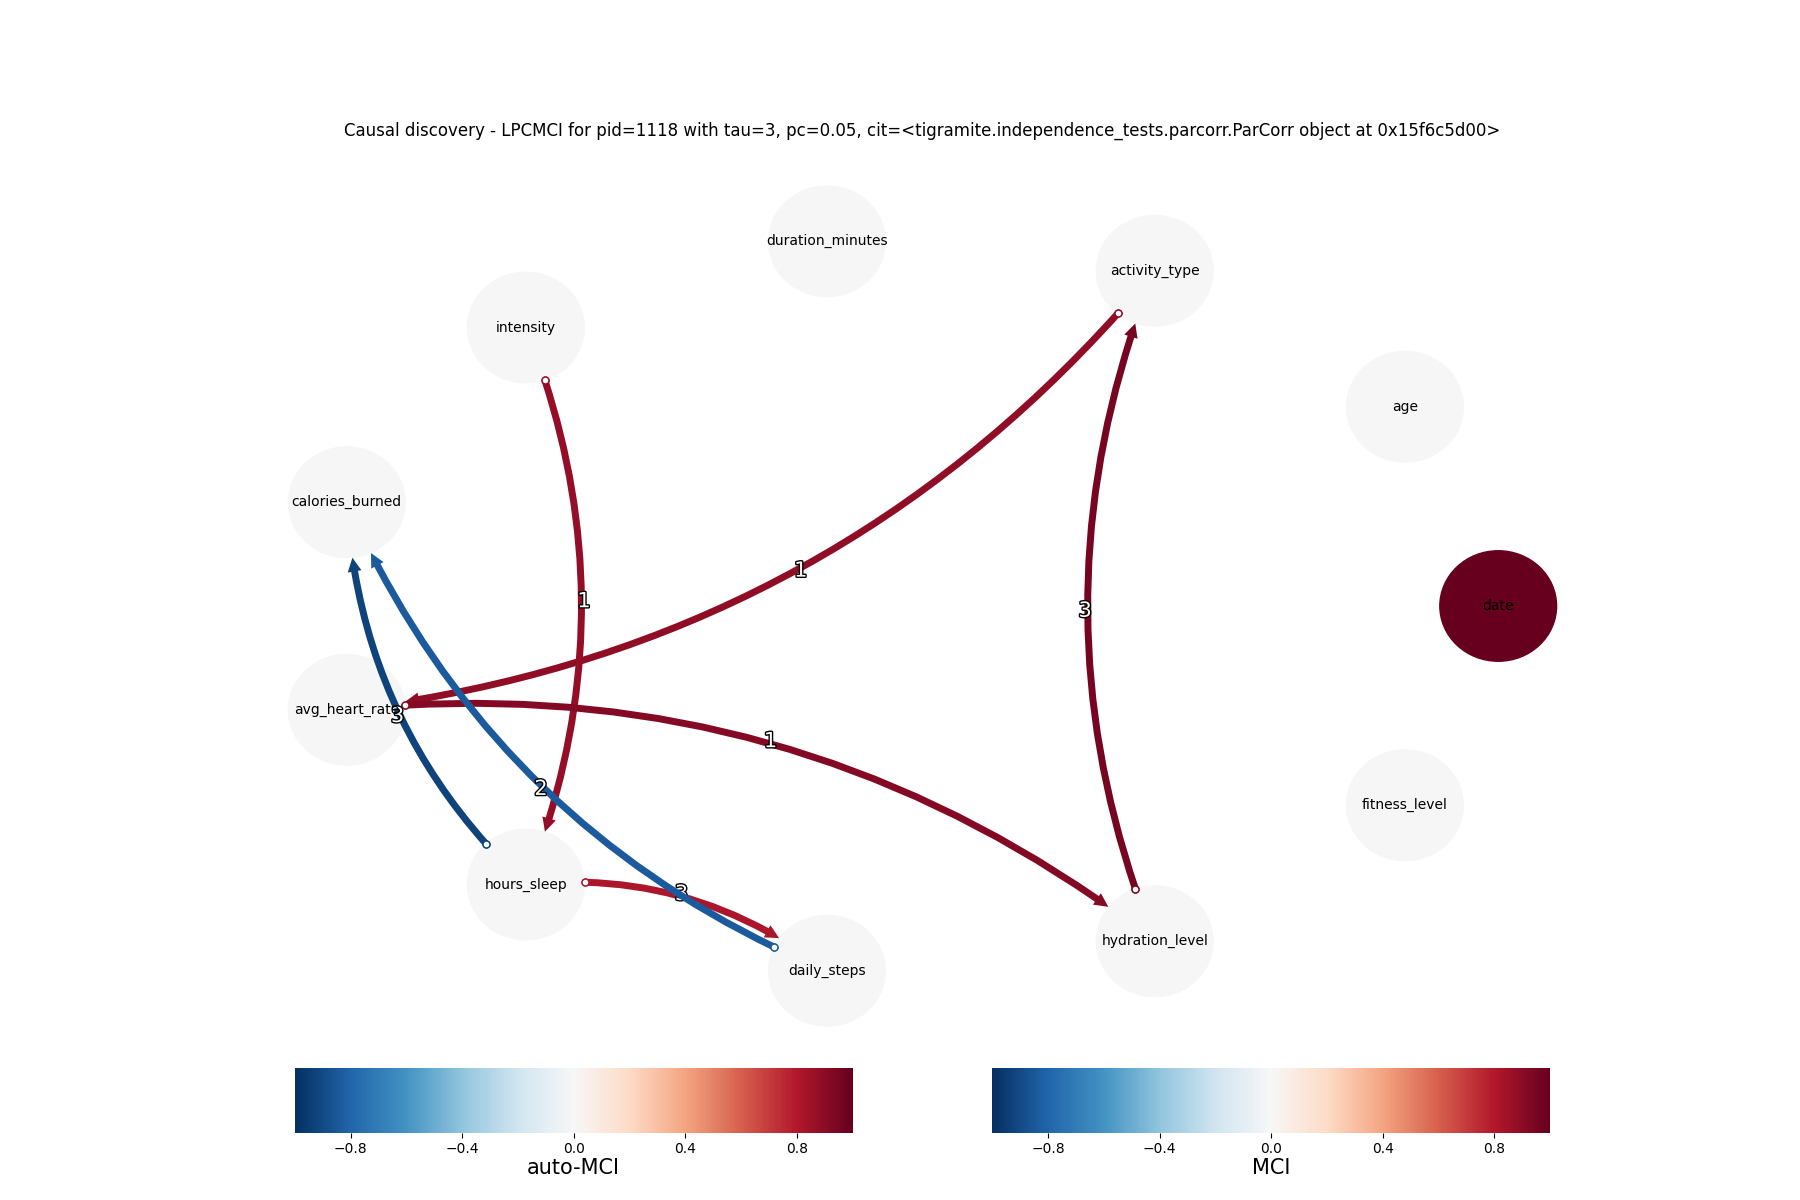 Causal discovery - LPCMCI for pid=1118 with tau=3, pc=0.05, cit=<tigramite.independence_tests.parcorr.ParCorr object at 0x15f6c5d00>
duration_minutes
activity_type
intensity
age
calories_burned
1
1
3
date
avg_heart_rate
3
1
2
fitness_level
hours_sleep
3
hydration_level
daily_steps
−0.8 −0.4 0.0 0.4 0.8
auto-MCI
−0.8 −0.4 0.0 0.4 0.8
MCI